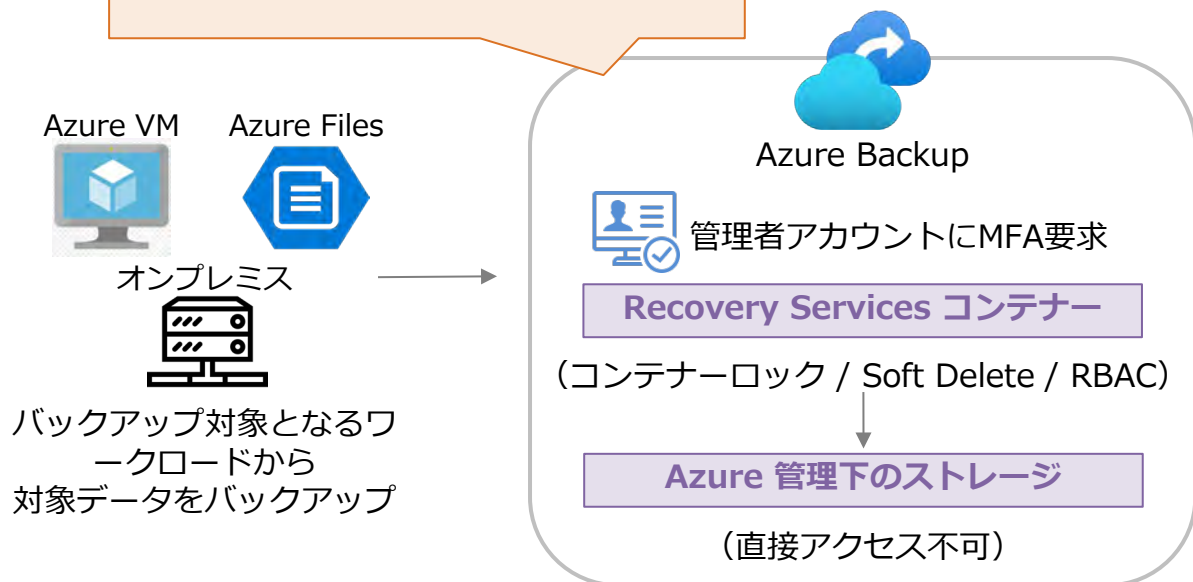 Azure VM
Azure Files
オンプレミス
バックアップ対象となるワ
ークロードから
対象データをバックアップ
Azure Backup
管理者アカウントにMFA要求
Recovery Services コンテナー
（コンテナーロック / Soft Delete / RBAC）
Azure 管理下のストレージ
（直接アクセス不可）